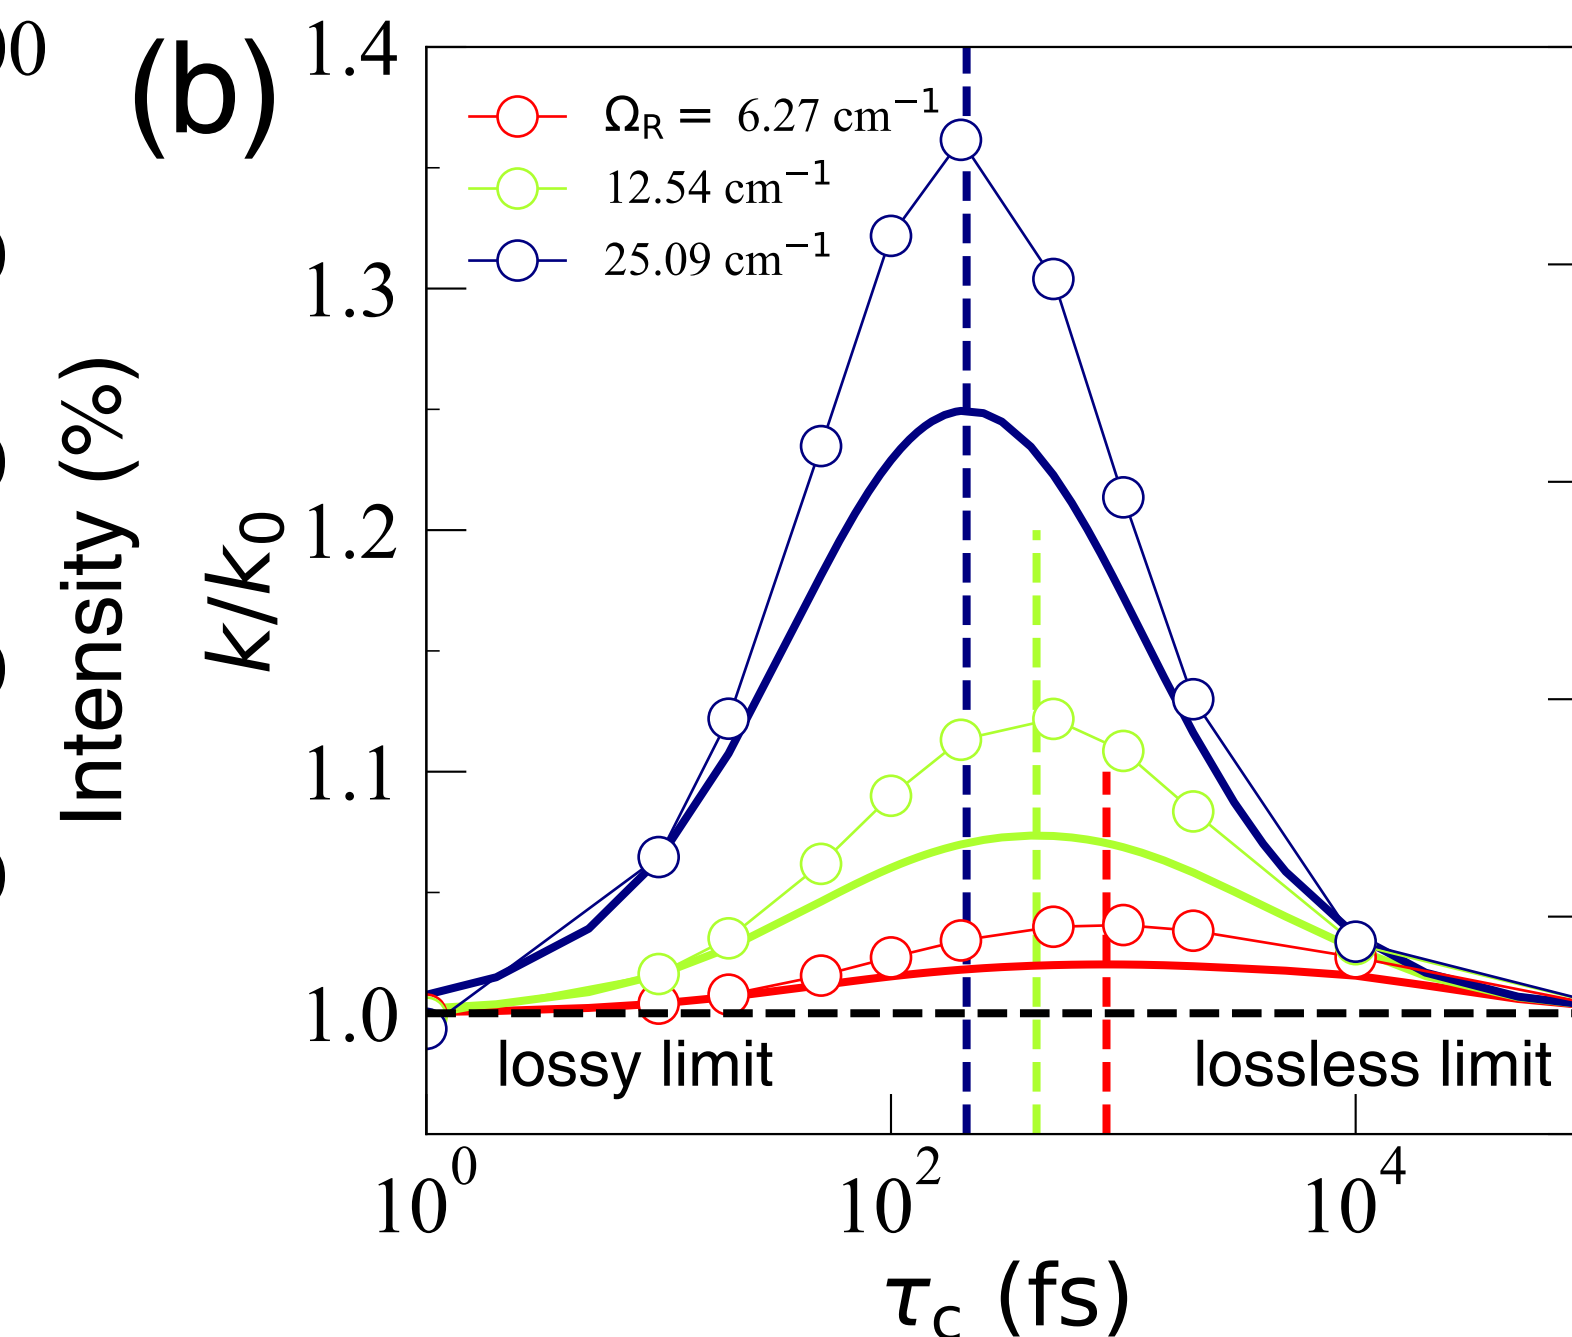 (b)
Intensity (%)
k/k₀
1.4
1.3
1.2
1.1
1.0
Ω_R = 6.27 cm⁻¹
12.54 cm⁻¹
25.09 cm⁻¹
lossy limit
lossless limit
10⁰
10²
10⁴
τ_c (fs)